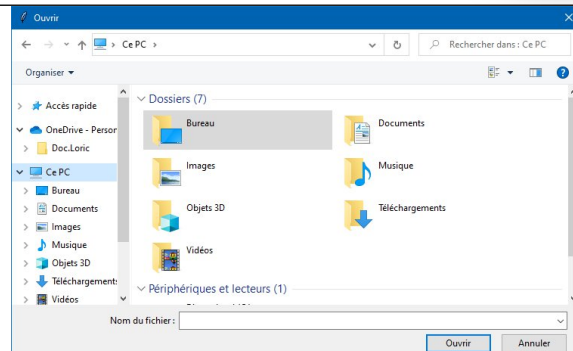 Ouvrir
Ce PC
Rechercher dans : Ce PC
Organiser
Accès rapide
OneDrive - Person
Doc.Loric
Ce PC
Bureau
Documents
Images
Musique
Objets 3D
Téléchargements
Vidéos
Dossiers (7)
Bureau
Documents
Images
Musique
Objets 3D
Téléchargements
Vidéos
Périphériques et lecteurs (1)
Nom du fichier :
Ouvrir
Annuler